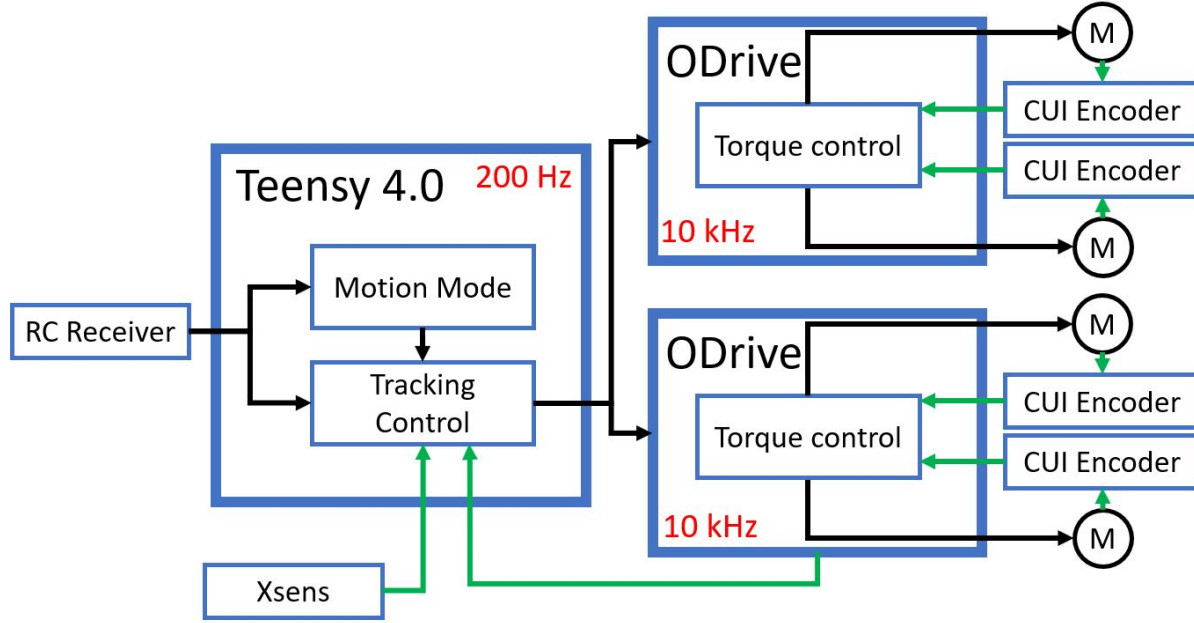 ODrive
M
CUI Encoder
Torque control
CUI Encoder
10 kHz
M
Teensy 4.0
200 Hz
Motion Mode
RC Receiver
Tracking
Control
ODrive
M
CUI Encoder
Torque control
CUI Encoder
10 kHz
M
Xsens